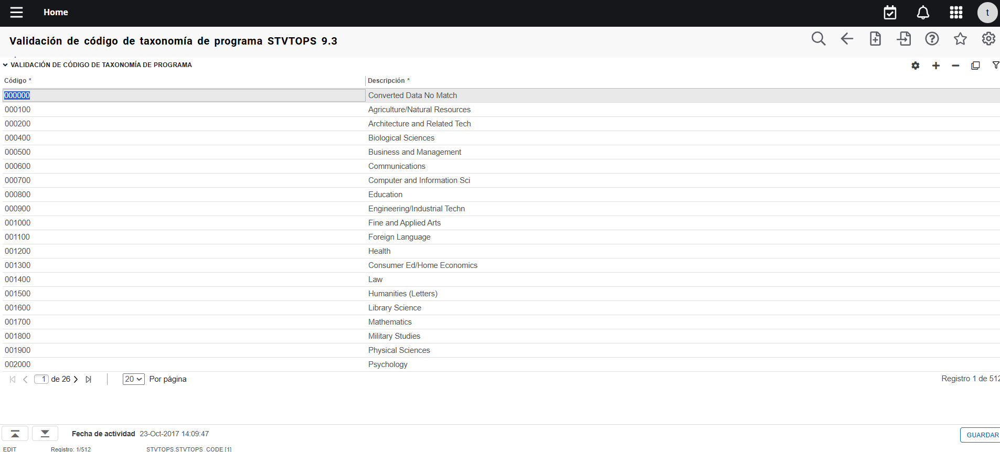 Home
t
Validación de código de taxonomía de programa STVTOPS 9.3
VALIDACIÓN DE CÓDIGO DE TAXONOMÍA DE PROGRAMA
Código * Descripción *
000000 Converted Data No Match
000100 Agriculture/Natural Resources
000200 Architecture and Related Tech
000400 Biological Sciences
000500 Business and Management
000600 Communications
000700 Computer and Information Sci
000800 Education
000900 Engineering/Industrial Techn
001000 Fine and Applied Arts
001100 Foreign Language
001200 Health
001300 Consumer Ed/Home Economics
001400 Law
001500 Humanities (Letters)
001600 Library Science
001700 Mathematics
001800 Military Studies
001900 Physical Sciences
002000 Psychology
1 de 26 20 Por página Registro 1 de 512
Fecha de actividad 23-Oct-2017 14:09:47
GUARDAR
EDIT Registro: 1/512 STVTOPS.STVTOPS_CODE [1]